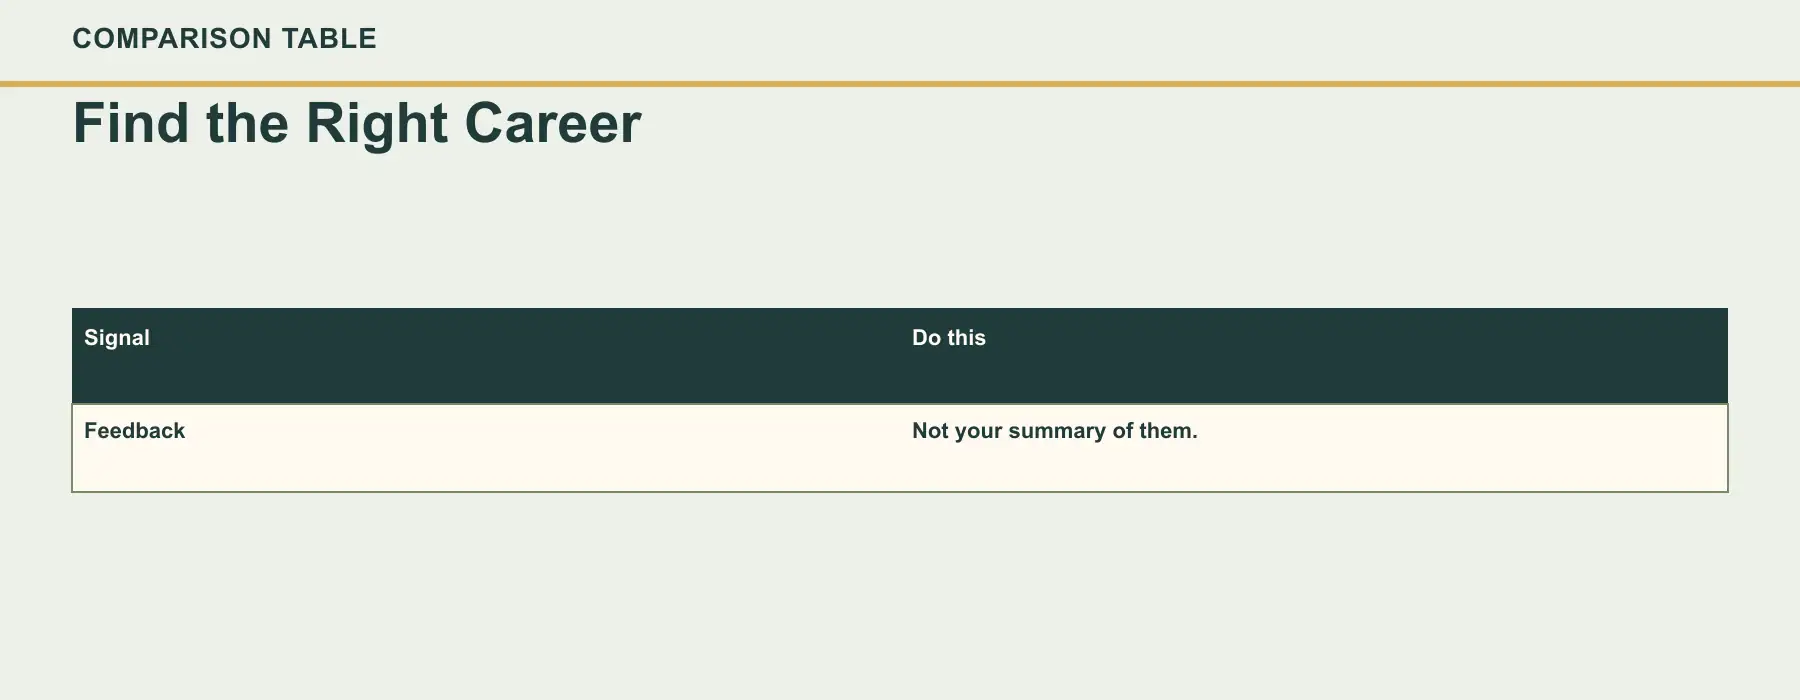 COMPARISON TABLE
Find the Right Career
Signal
Do this
Feedback
Not your summary of them.